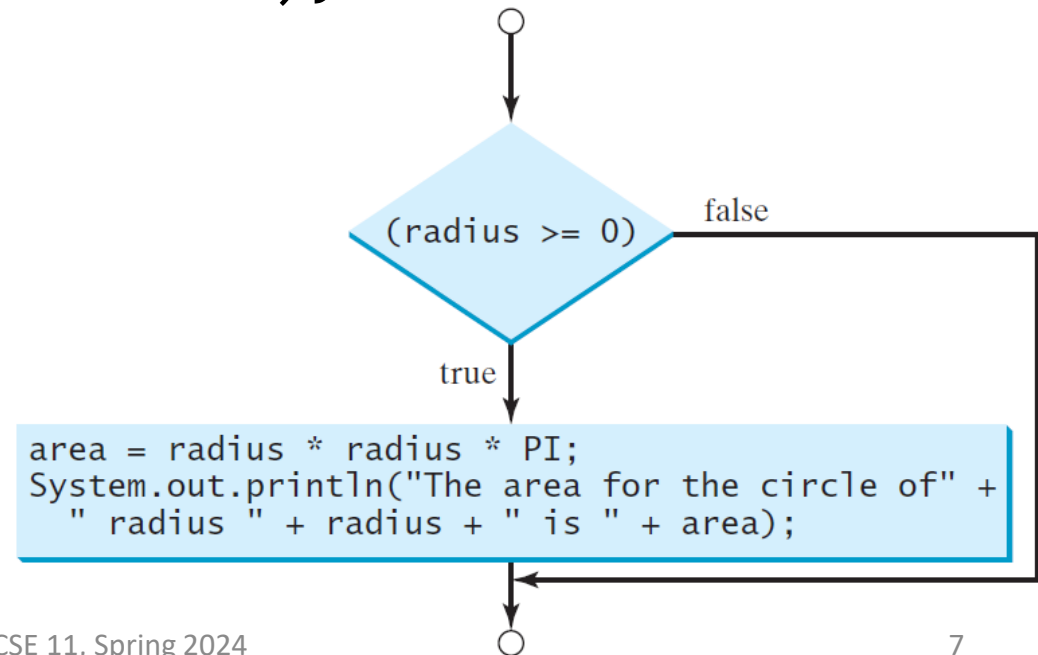 (radius >= 0)
false
true
area = radius * radius * PI;
System.out.println("The area for the circle of" +
" radius " + radius + " is " + area);
CSE 11, Spring 2024
7